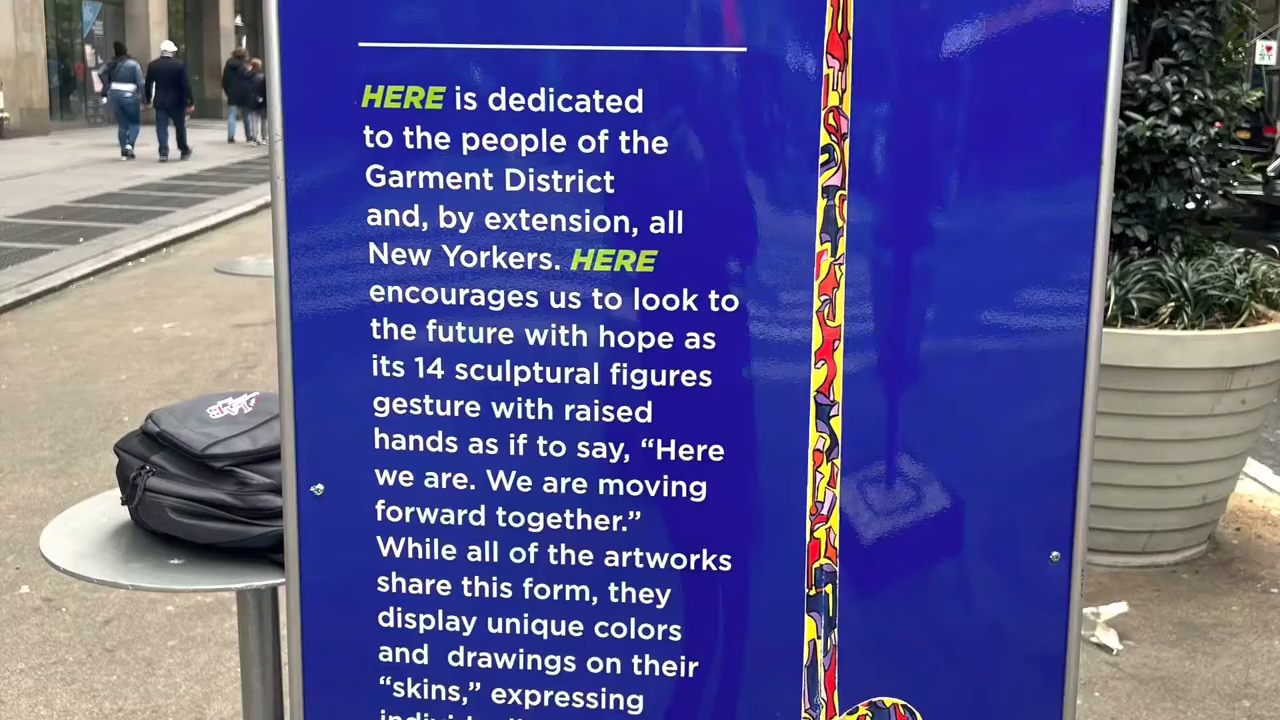 HERE is dedicated
to the people of the
Garment District
and, by extension, all
New Yorkers. HERE
encourages us to look to
the future with hope as
its 14 sculptural figures
gesture with raised
hands as if to say, “Here
we are. We are moving
forward together.”
While all of the artworks
share this form, they
display unique colors
and  drawings on their
“skins,” expressing